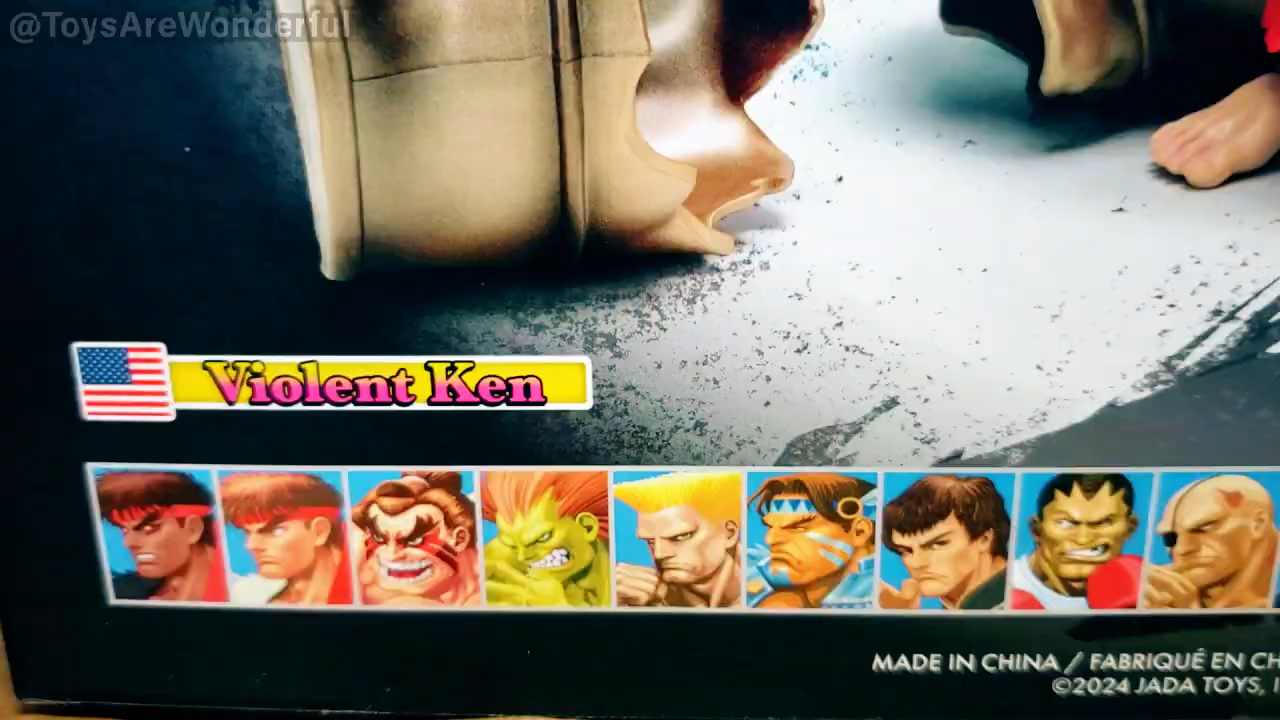 @ToysAreWonderful
Violent Ken
MADE IN CHINA / FABRIQUÉ EN CH
©2024 JADA TOYS, I